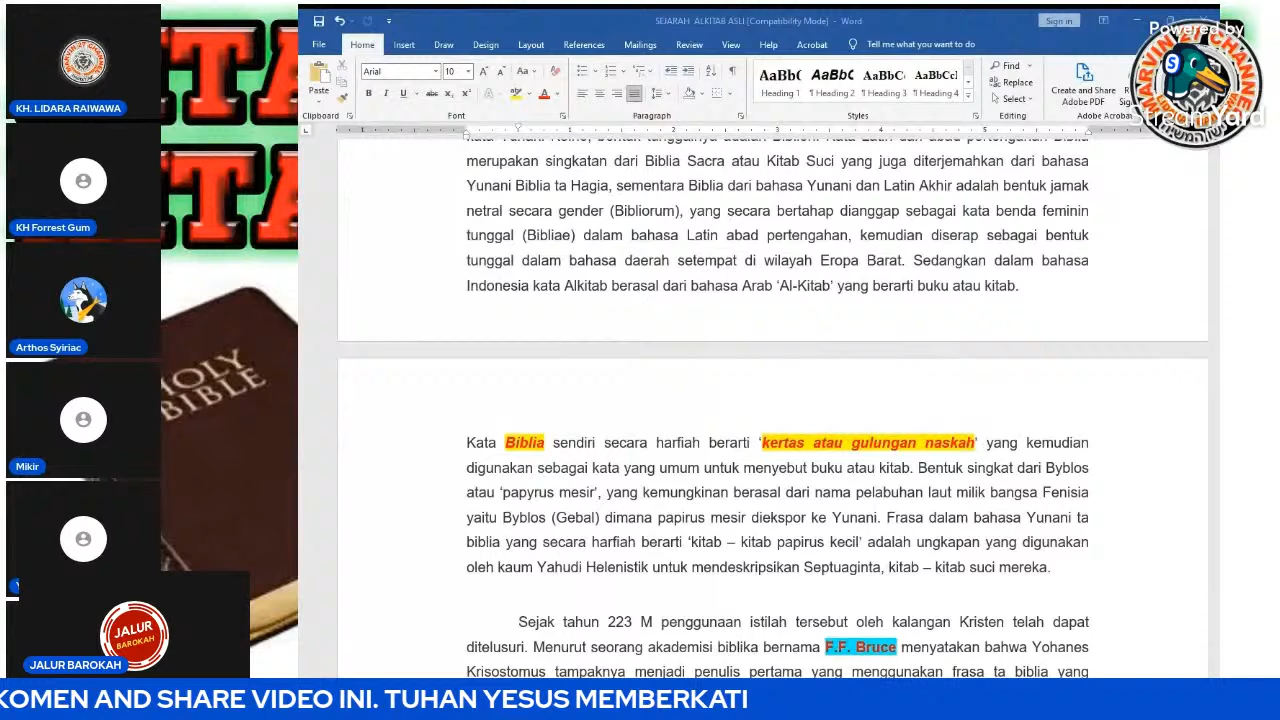 SEJARAH ALKITAB ASLI [Compatibility Mode] - Word
Sign in
File Home Insert Draw Design Layout References Mailings Review View Help Acrobat Tell me what you want to do
Powered by
StreamYard
Paste
Clipboard
Arial 10
Font
Paragraph
AaBbC AaBbC AaBbC AaBbCc
Heading 1 ¶ Heading 2 ¶ Heading 3 ¶ Heading 4
Styles
Find
Replace
Select
Editing
Create and Share
Adobe PDF
Adobe Acrobat
KH. LIDARA RAIWAWA
KH Forrest Gum
Arthos Syiriac
Mikir
JALUR
BAROKAH
JALUR BAROKAH
HOLY
BIBLE
merupakan singkatan dari Biblia Sacra atau Kitab Suci yang juga diterjemahkan dari bahasa
Yunani Biblia ta Hagia, sementara Biblia dari bahasa Yunani dan Latin Akhir adalah bentuk jamak
netral secara gender (Bibliorum), yang secara bertahap dianggap sebagai kata benda feminin
tunggal (Bibliae) dalam bahasa Latin abad pertengahan, kemudian diserap sebagai bentuk
tunggal dalam bahasa daerah setempat di wilayah Eropa Barat. Sedangkan dalam bahasa
Indonesia kata Alkitab berasal dari bahasa Arab ‘Al-Kitab’ yang berarti buku atau kitab.
Kata Biblia sendiri secara harfiah berarti ‘kertas atau gulungan naskah’ yang kemudian
digunakan sebagai kata yang umum untuk menyebut buku atau kitab. Bentuk singkat dari Byblos
atau ‘papyrus mesir’, yang kemungkinan berasal dari nama pelabuhan laut milik bangsa Fenisia
yaitu Byblos (Gebal) dimana papirus mesir diekspor ke Yunani. Frasa dalam bahasa Yunani ta
biblia yang secara harfiah berarti ‘kitab – kitab papirus kecil’ adalah ungkapan yang digunakan
oleh kaum Yahudi Helenistik untuk mendeskripsikan Septuaginta, kitab – kitab suci mereka.
Sejak tahun 223 M penggunaan istilah tersebut oleh kalangan Kristen telah dapat
ditelusuri. Menurut seorang akademisi biblika bernama F.F. Bruce menyatakan bahwa Yohanes
Krisostomus tampaknya menjadi penulis pertama yang menggunakan frasa ta biblia yang
KOMEN AND SHARE VIDEO INI. TUHAN YESUS MEMBERKATI